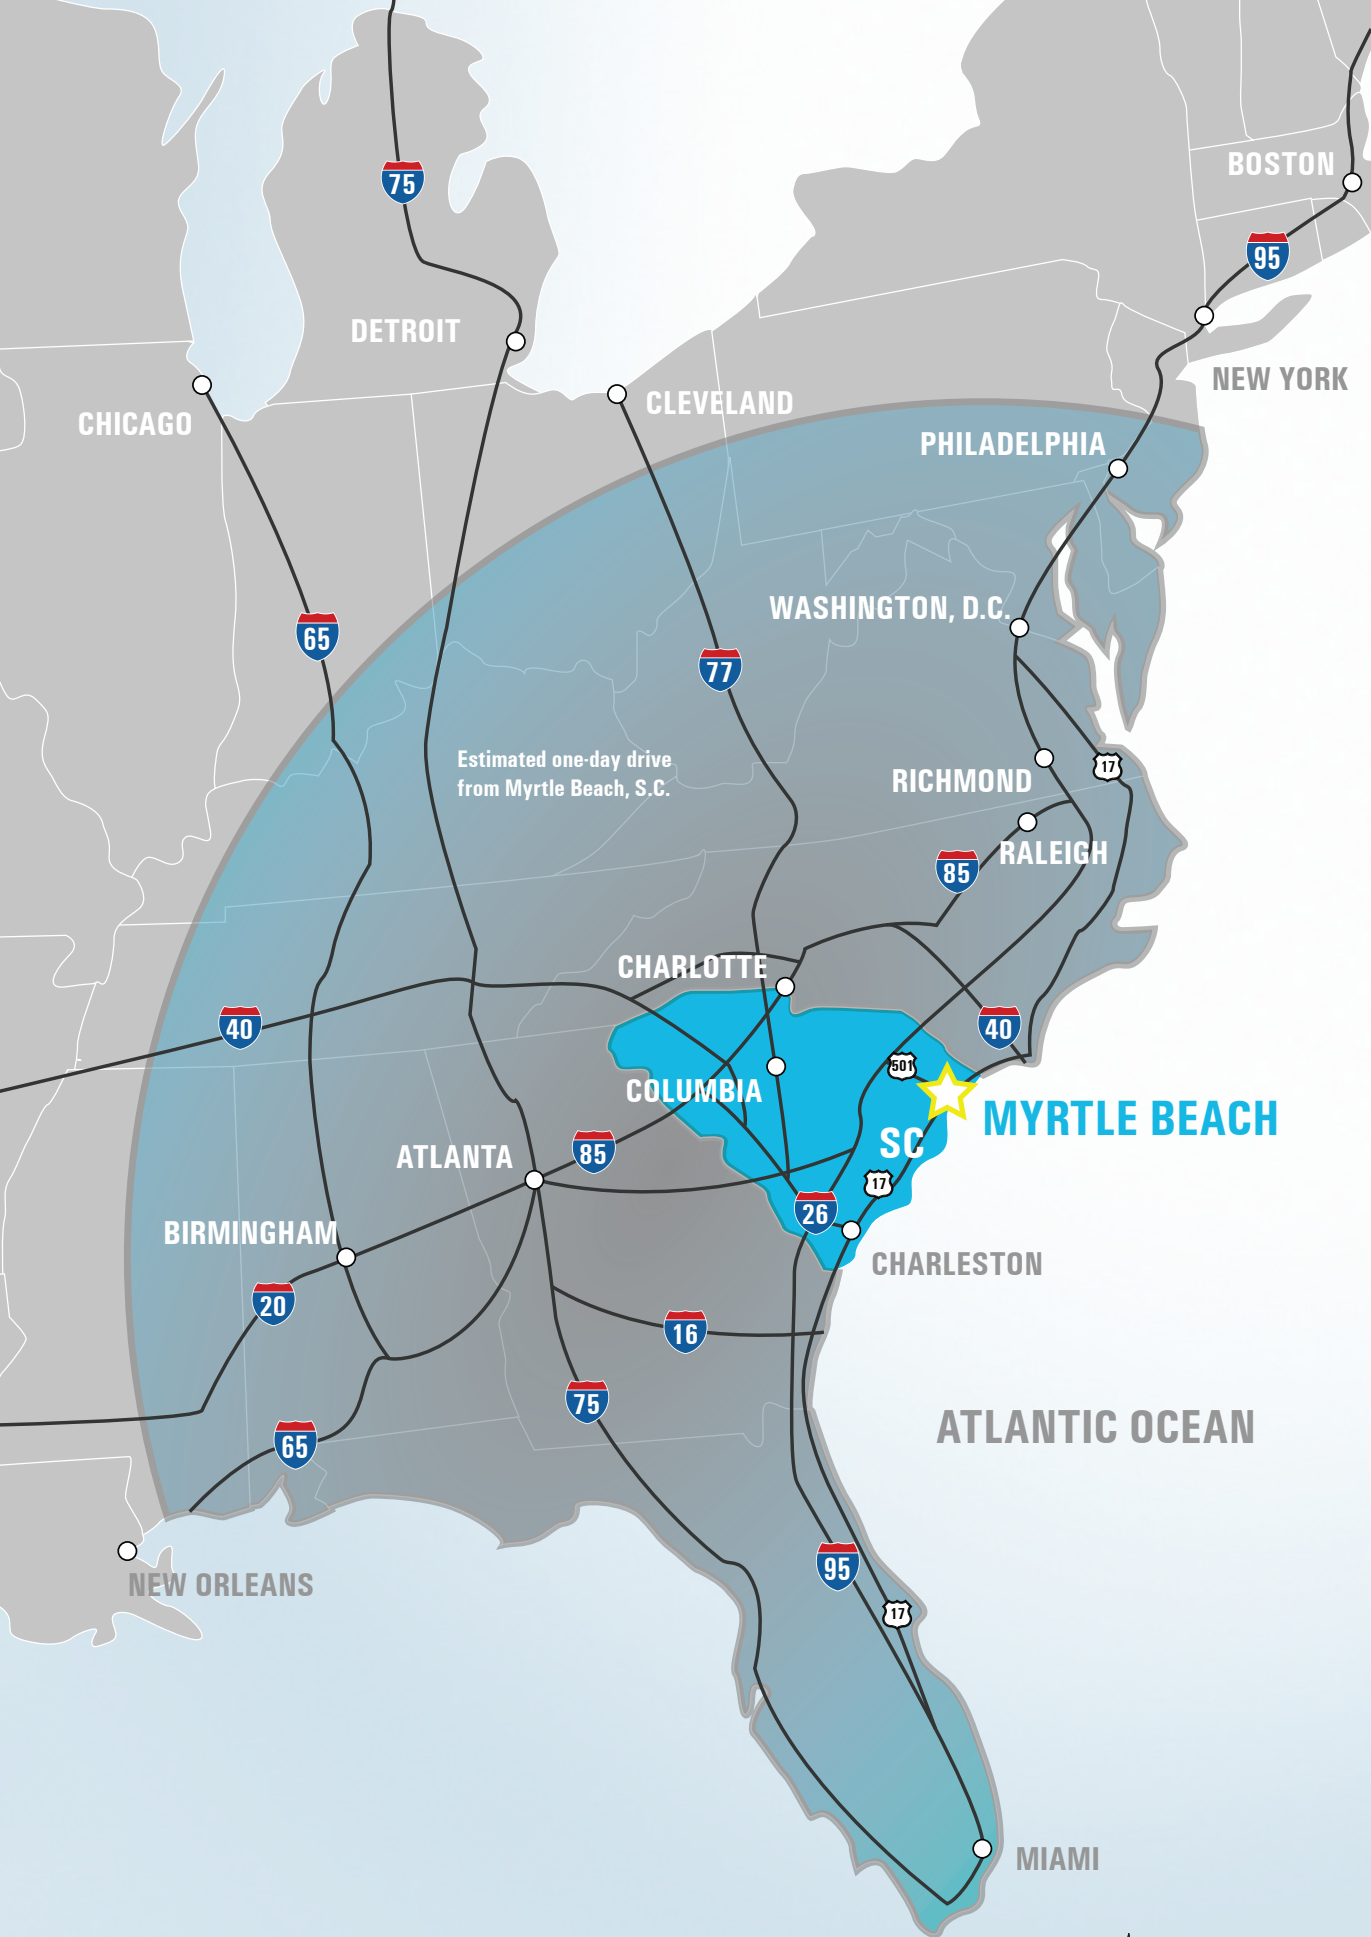 75
BOSTON
95
DETROIT
NEW YORK
CHICAGO
CLEVELAND
PHILADELPHIA
WASHINGTON, D.C.
65
77
Estimated one-day drive
from Myrtle Beach, S.C.
17
RICHMOND
RALEIGH
85
CHARLOTTE
40
40
501
COLUMBIA
MYRTLE BEACH
SC
ATLANTA
85
17
26
BIRMINGHAM
CHARLESTON
20
16
75
ATLANTIC OCEAN
65
95
NEW ORLEANS
17
MIAMI